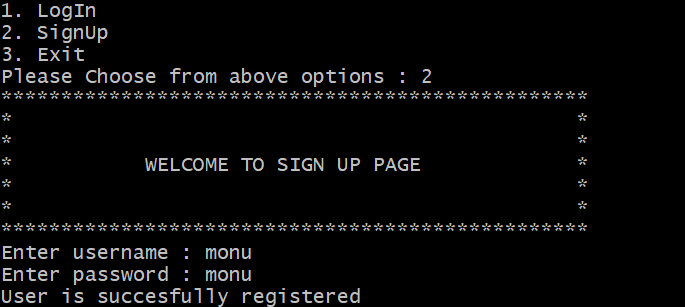 1. LogIn
2. SignUp
3. Exit
Please Choose from above options : 2
*************************************************
*                                               *
*                                               *
*           WELCOME TO SIGN UP PAGE             *
*                                               *
*                                               *
*************************************************
Enter username : monu
Enter password : monu
User is succesfully registered